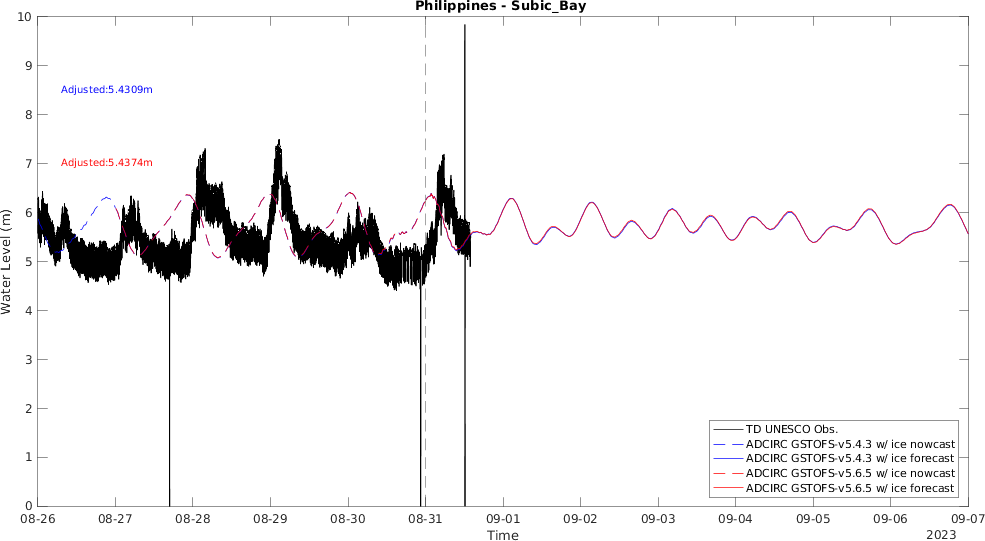 Philippines - Subic_Bay
10
9
8
7
6
5
4
3
2
1
0
Water Level (m)
Adjusted:5.4309m
Adjusted:5.4374m
TD UNESCO Obs.
ADCIRC GSTOFS-v5.4.3 w/ ice nowcast
ADCIRC GSTOFS-v5.4.3 w/ ice forecast
ADCIRC GSTOFS-v5.6.5 w/ ice nowcast
ADCIRC GSTOFS-v5.6.5 w/ ice forecast
08-26 08-27 08-28 08-29 08-30 08-31 09-01 09-02 09-03 09-04 09-05 09-06 09-07
Time
2023